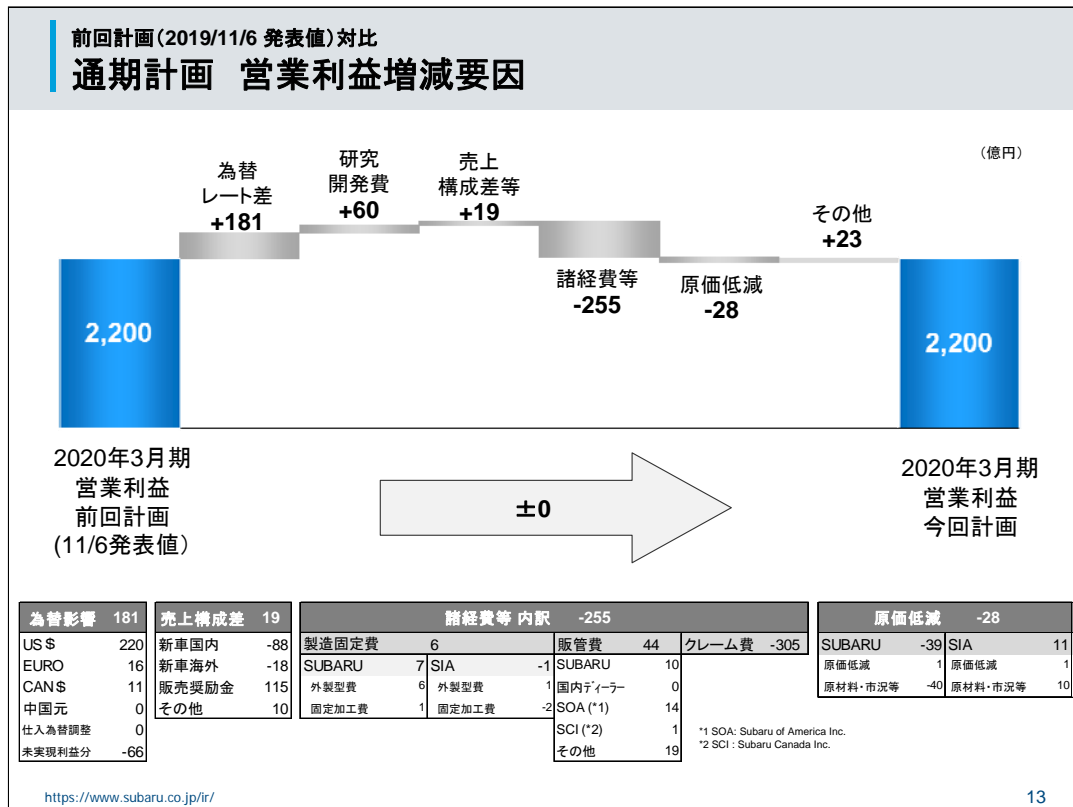 前回計画(2019/11/6 発表値)対比
通期計画 営業利益増減要因
(億円)
為替
レート差
+181
研究
開発費
+60
売上
構成差等
+19
諸経費等
-255
原価低減
-28
その他
+23
2,200
2,200
2020年3月期
営業利益
前回計画
(11/6発表値)
±0
2020年3月期
営業利益
今回計画
為替影響 181
US$ 220
EURO 16
CAN$ 11
中国元 0
仕入為替調整 0
未実現利益分 -66
売上構成差 19
新車国内 -88
新車海外 -18
販売奨励金 115
その他 10
諸経費等 内訳 -255
製造固定費 6
SUBARU 7 SIA -1
外製型費 6 外製型費 1
固定加工費 1 固定加工費 -2
販管費 44
SUBARU 10
国内ディーラー 0
SOA (*1) 14
SCI (*2) 1
その他 19
クレーム費 -305
*1 SOA: Subaru of America Inc.
*2 SCI : Subaru Canada Inc.
原価低減 -28
SUBARU -39 SIA 11
原価低減 1 原価低減 1
原材料・市況等 -40 原材料・市況等 10
https://www.subaru.co.jp/ir/
13